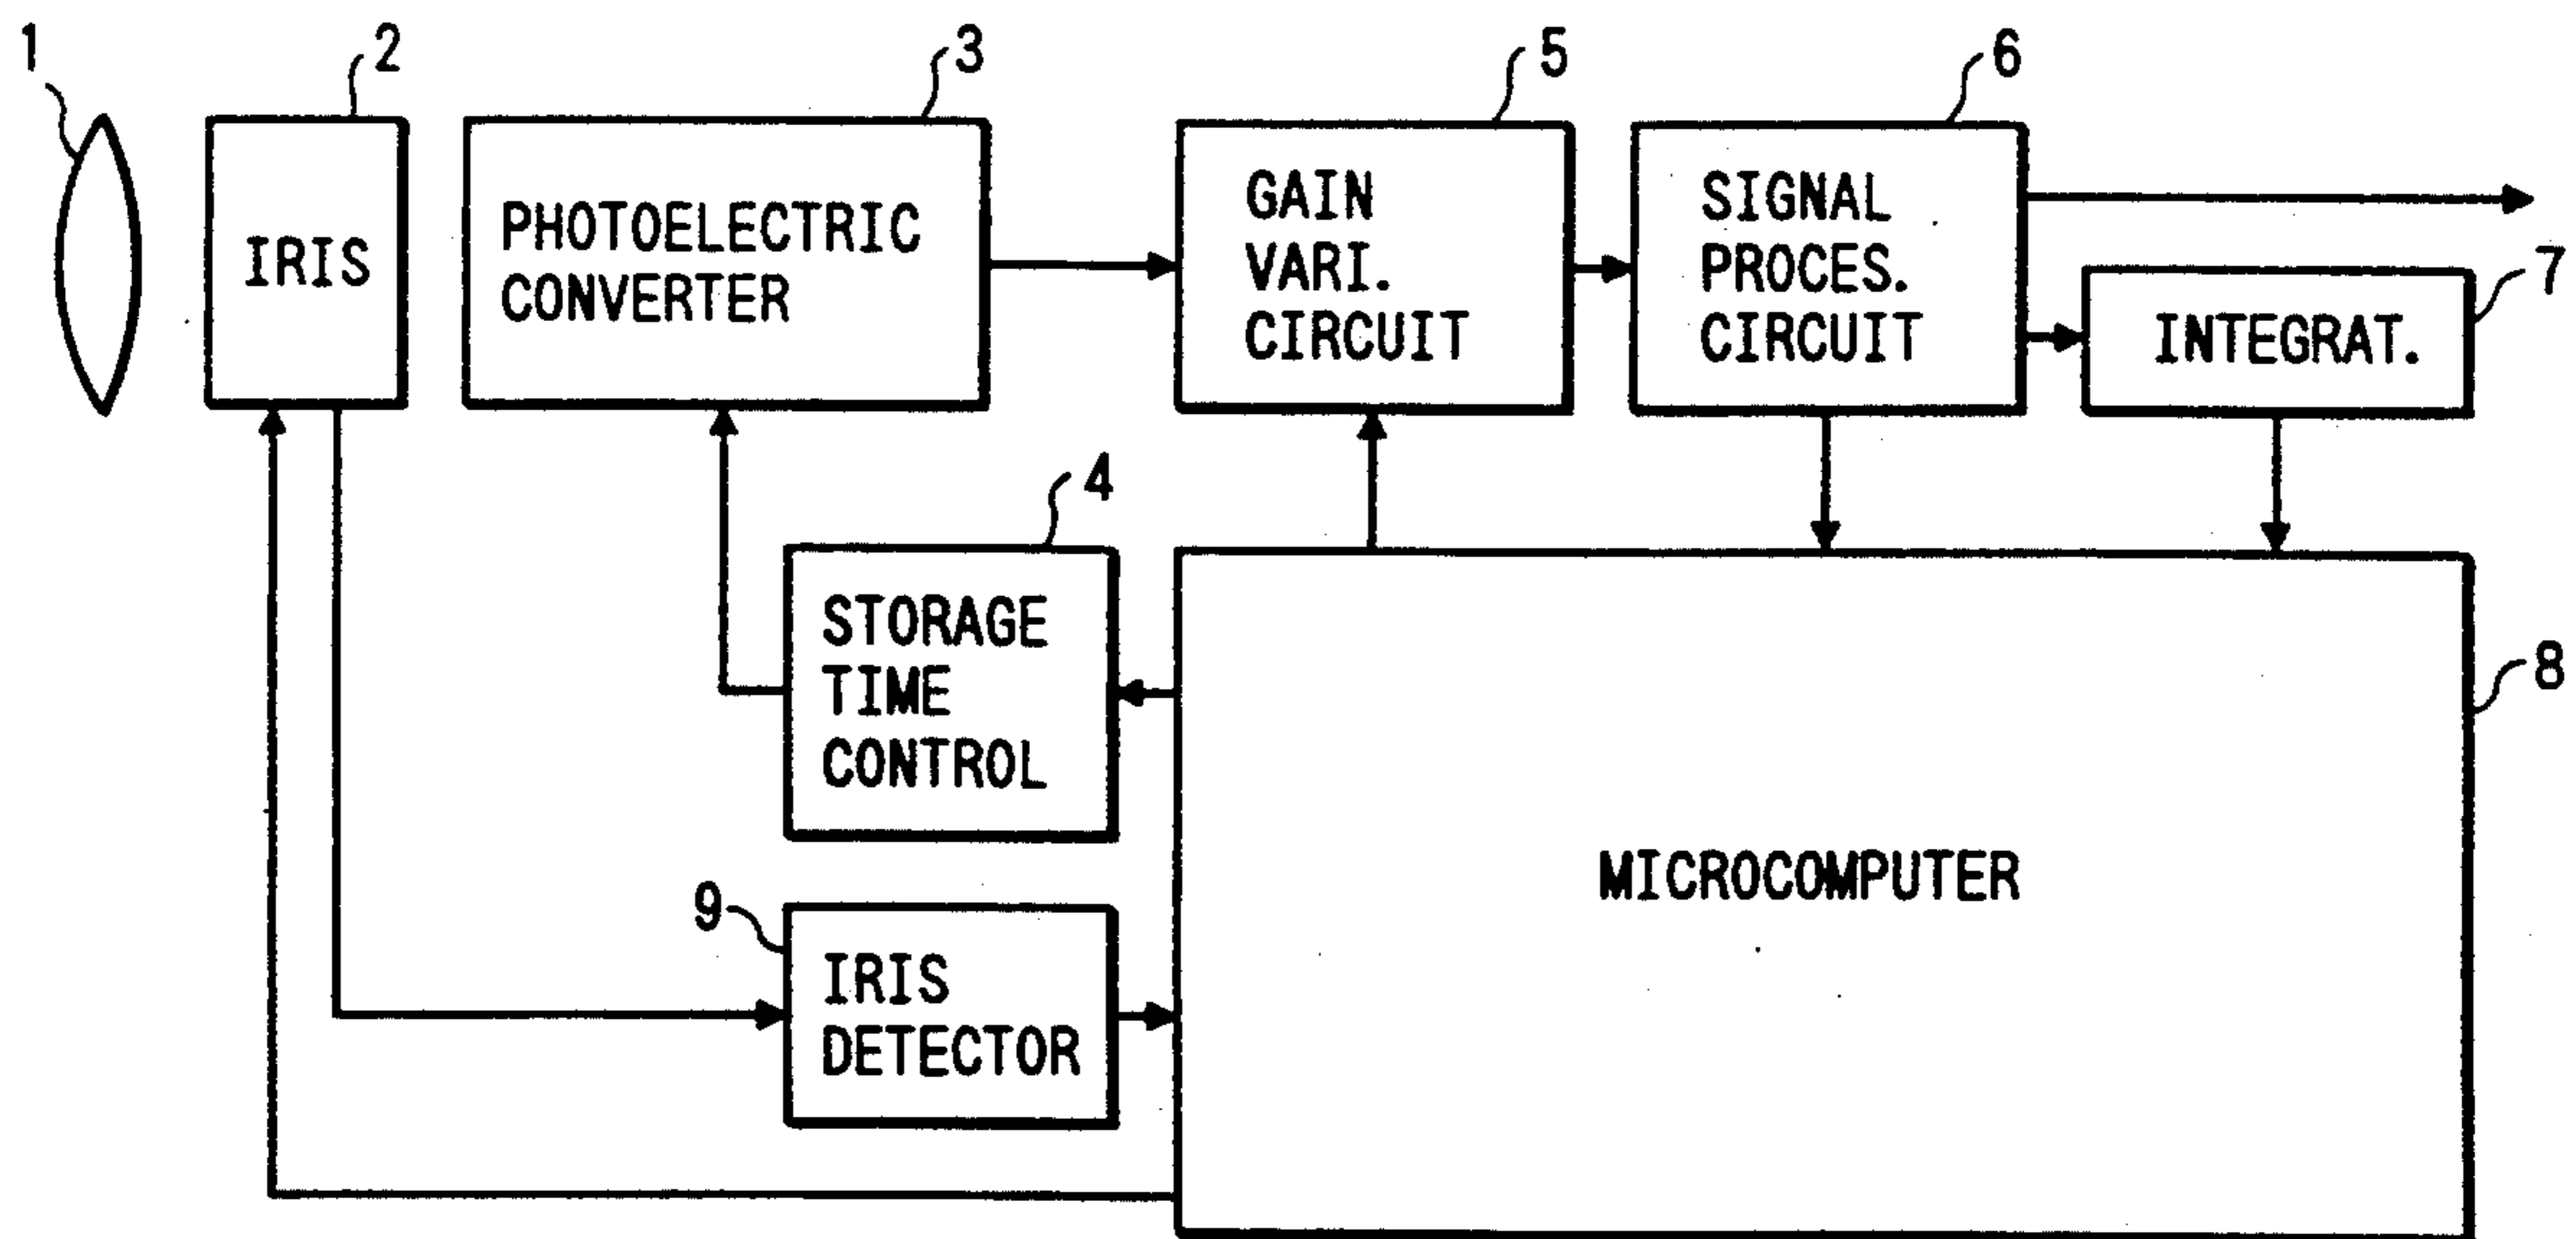 1
2
3
5
6
IRIS
PHOTOELECTRIC
CONVERTER
GAIN
VARI.
CIRCUIT
SIGNAL
PROCES.
CIRCUIT
7
INTEGRAT.
4
STORAGE
TIME
CONTROL
8
MICROCOMPUTER
9
IRIS
DETECTOR